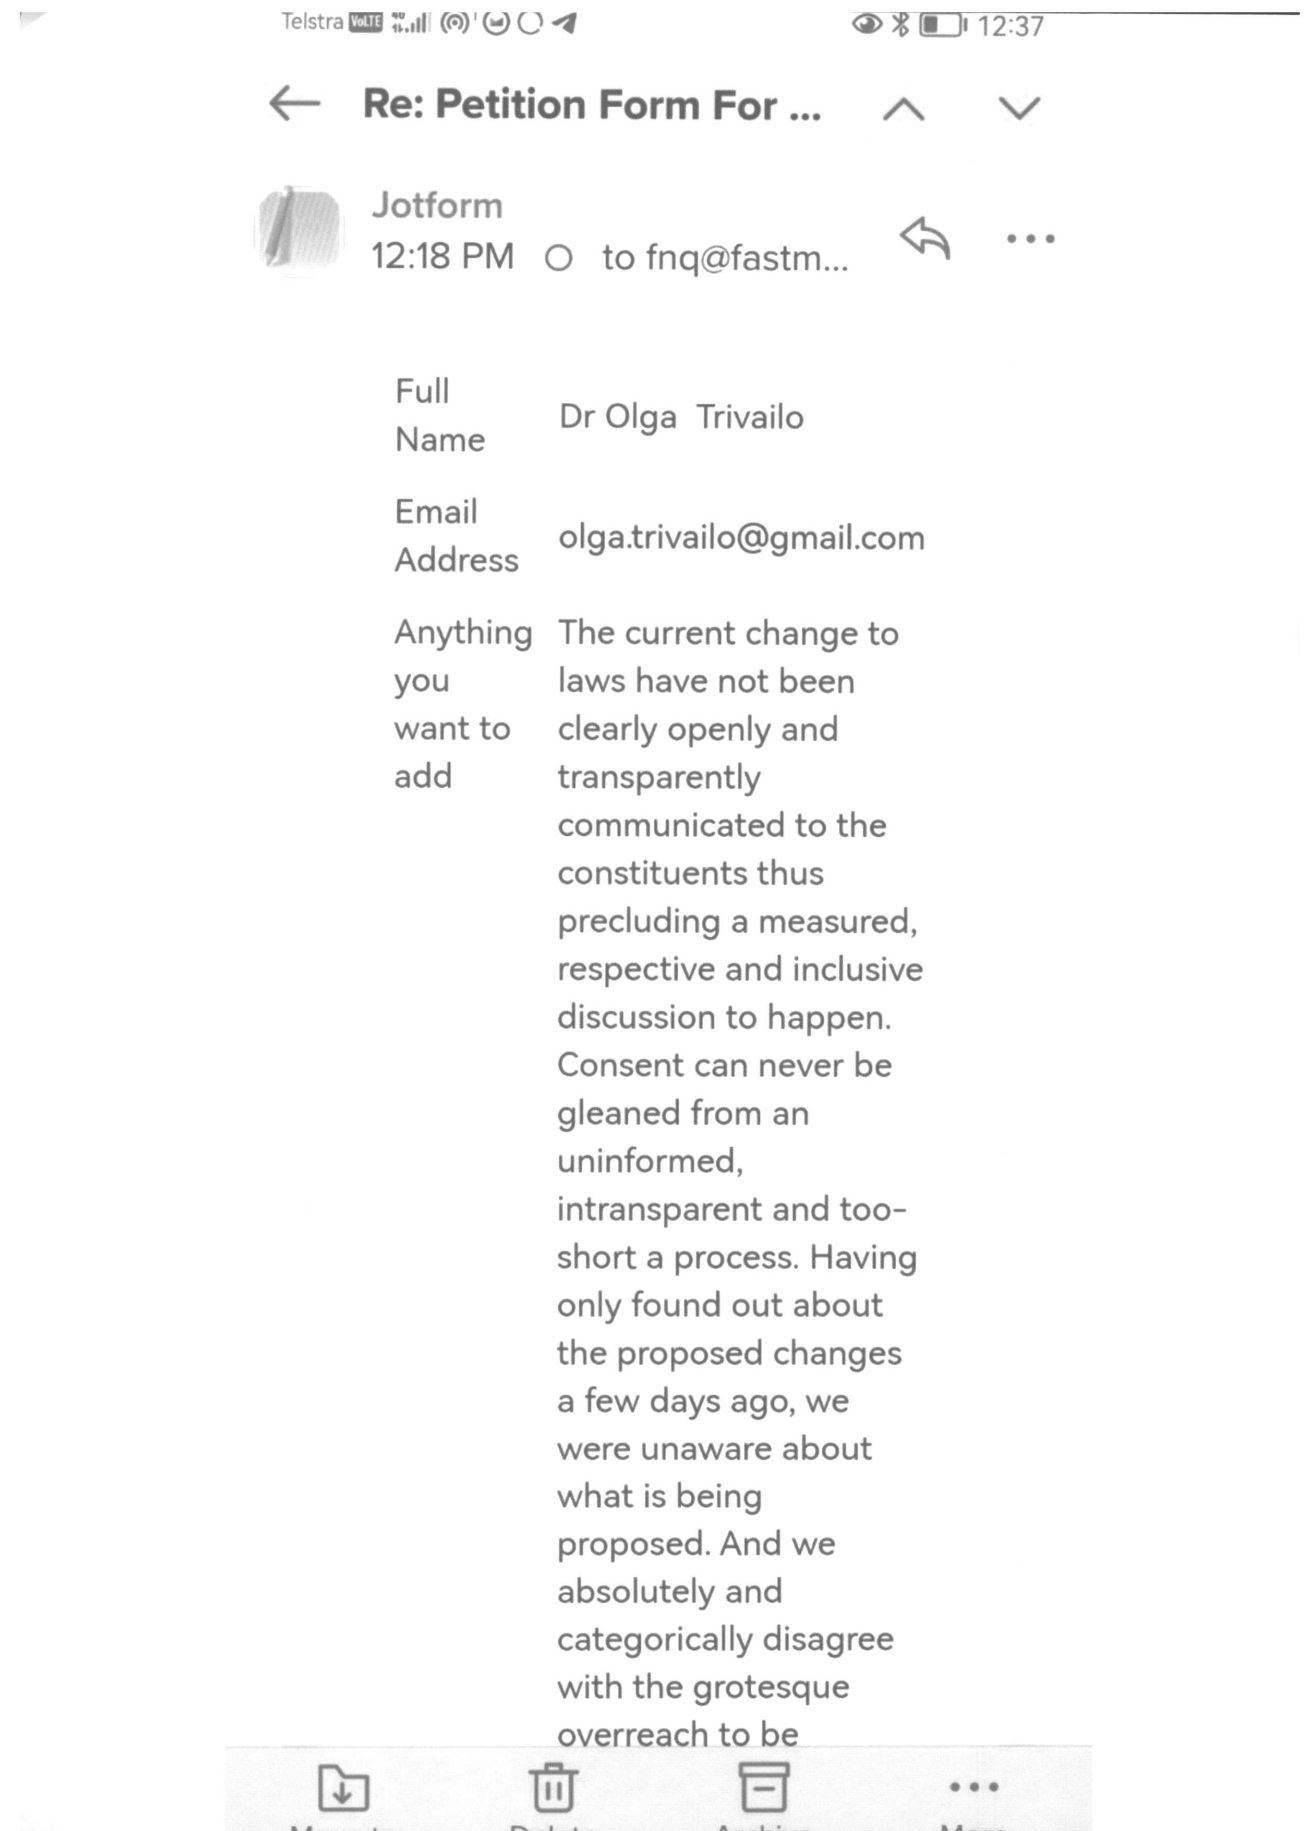 Telstra VoLTE 12:37
Re: Petition Form For ...
Jotform
12:18 PM to fnq@fastm...
Full
Name
Dr Olga Trivailo
Email
Address
olga.trivailo@gmail.com
Anything
you
want to
add
The current change to
laws have not been
clearly openly and
transparently
communicated to the
constituents thus
precluding a measured,
respective and inclusive
discussion to happen.
Consent can never be
gleaned from an
uninformed,
intransparent and too-
short a process. Having
only found out about
the proposed changes
a few days ago, we
were unaware about
what is being
proposed. And we
absolutely and
categorically disagree
with the grotesque
overreach to be